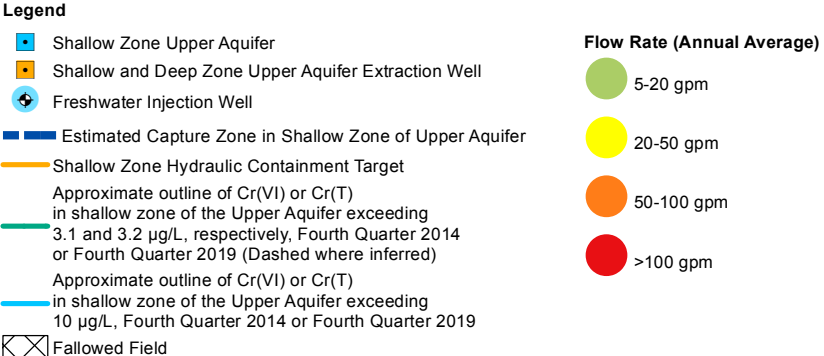 Legend
Shallow Zone Upper Aquifer
Shallow and Deep Zone Upper Aquifer Extraction Well
Freshwater Injection Well
Estimated Capture Zone in Shallow Zone of Upper Aquifer
Shallow Zone Hydraulic Containment Target
Approximate outline of Cr(VI) or Cr(T)
in shallow zone of the Upper Aquifer exceeding
3.1 and 3.2 µg/L, respectively, Fourth Quarter 2014
or Fourth Quarter 2019 (Dashed where inferred)
Approximate outline of Cr(VI) or Cr(T)
in shallow zone of the Upper Aquifer exceeding
10 µg/L, Fourth Quarter 2014 or Fourth Quarter 2019
Fallowed Field
Flow Rate (Annual Average)
5-20 gpm
20-50 gpm
50-100 gpm
>100 gpm